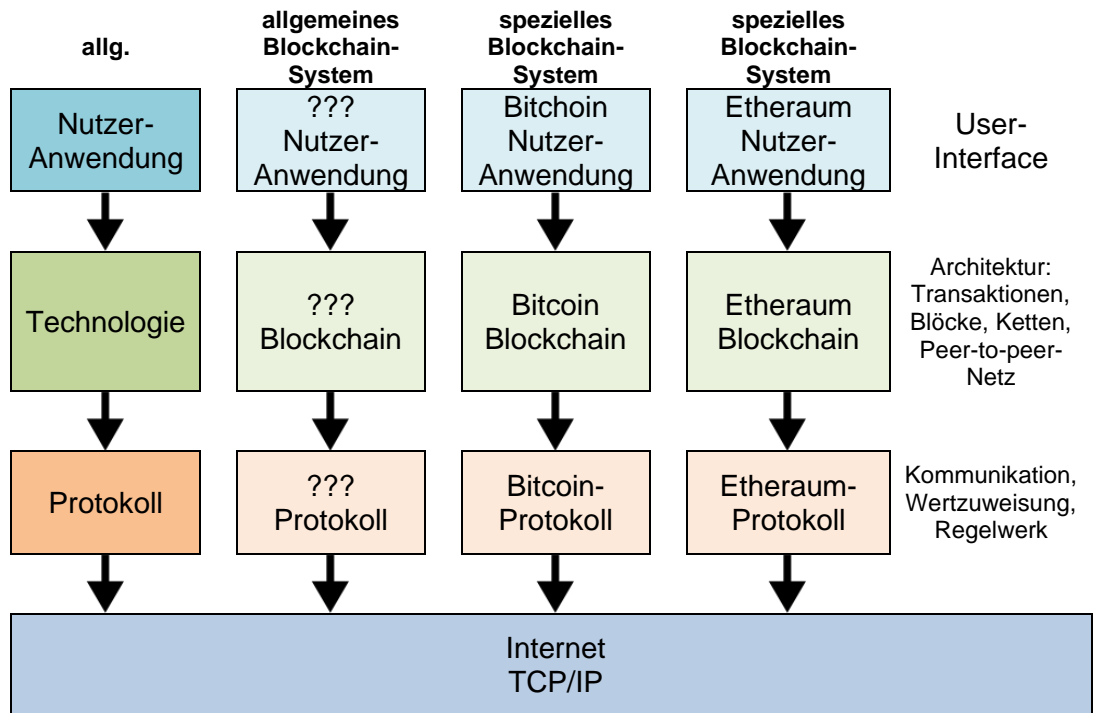 allg.
allgemeines
Blockchain-
System
spezielles
Blockchain-
System
spezielles
Blockchain-
System
Nutzer-
Anwendung
???
Nutzer-
Anwendung
Bitchoin
Nutzer-
Anwendung
Etheraum
Nutzer-
Anwendung
User-
Interface
Technologie
???
Blockchain
Bitcoin
Blockchain
Etheraum
Blockchain
Architektur:
Transaktionen,
Blöcke, Ketten,
Peer-to-peer-
Netz
Protokoll
???
Protokoll
Bitcoin-
Protokoll
Etheraum-
Protokoll
Kommunikation,
Wertzuweisung,
Regelwerk
Internet
TCP/IP